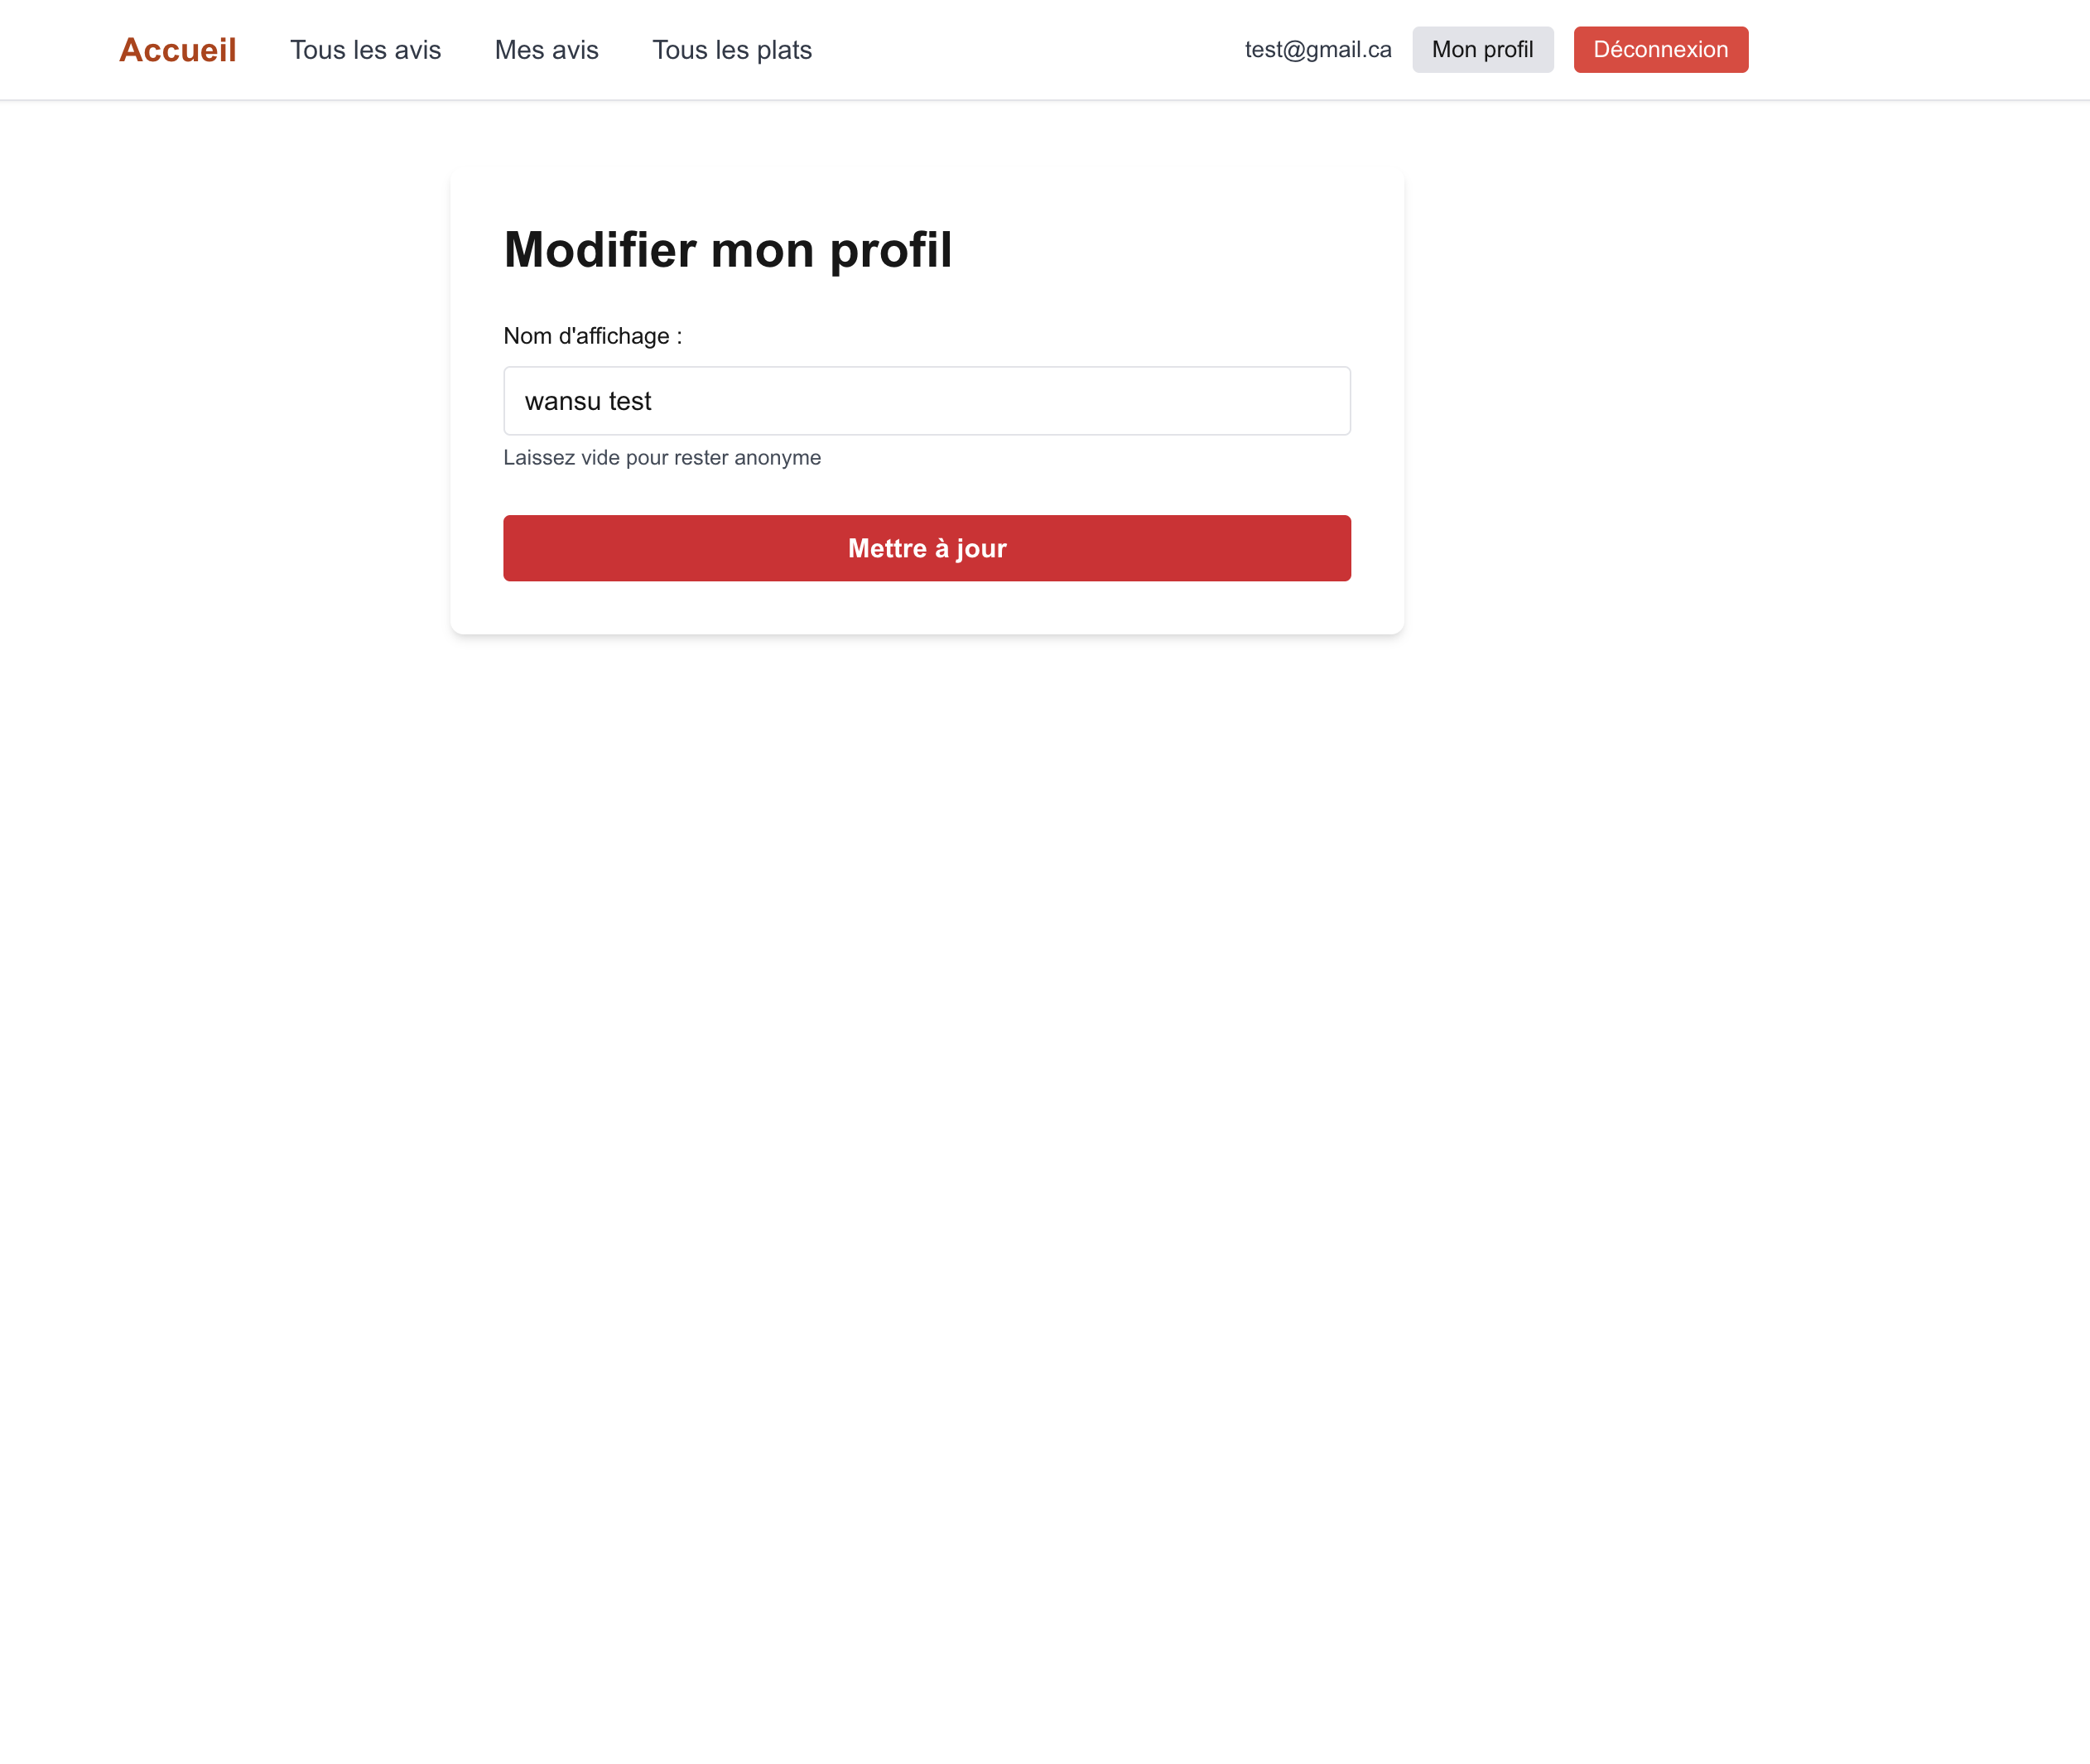 Accueil Tous les avis Mes avis Tous les plats test@gmail.ca Mon profil Déconnexion
Modifier mon profil
Nom d'affichage :
wansu test
Laissez vide pour rester anonyme
Mettre à jour